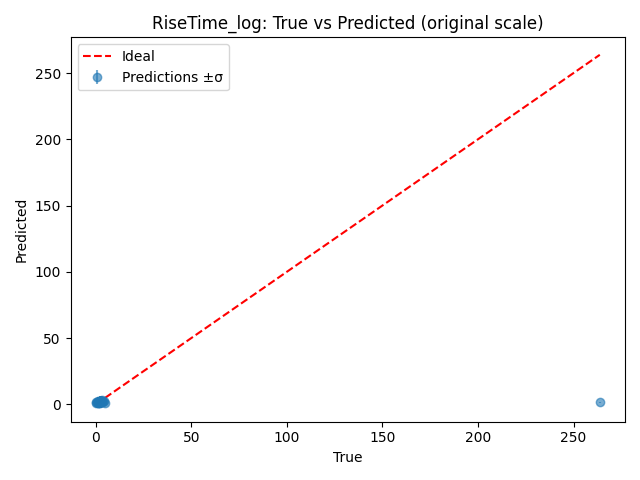 RiseTime_log: True vs Predicted (original scale)
Ideal
Predictions ±σ
Predicted
250
200
150
100
50
0
0 50 100 150 200 250
True